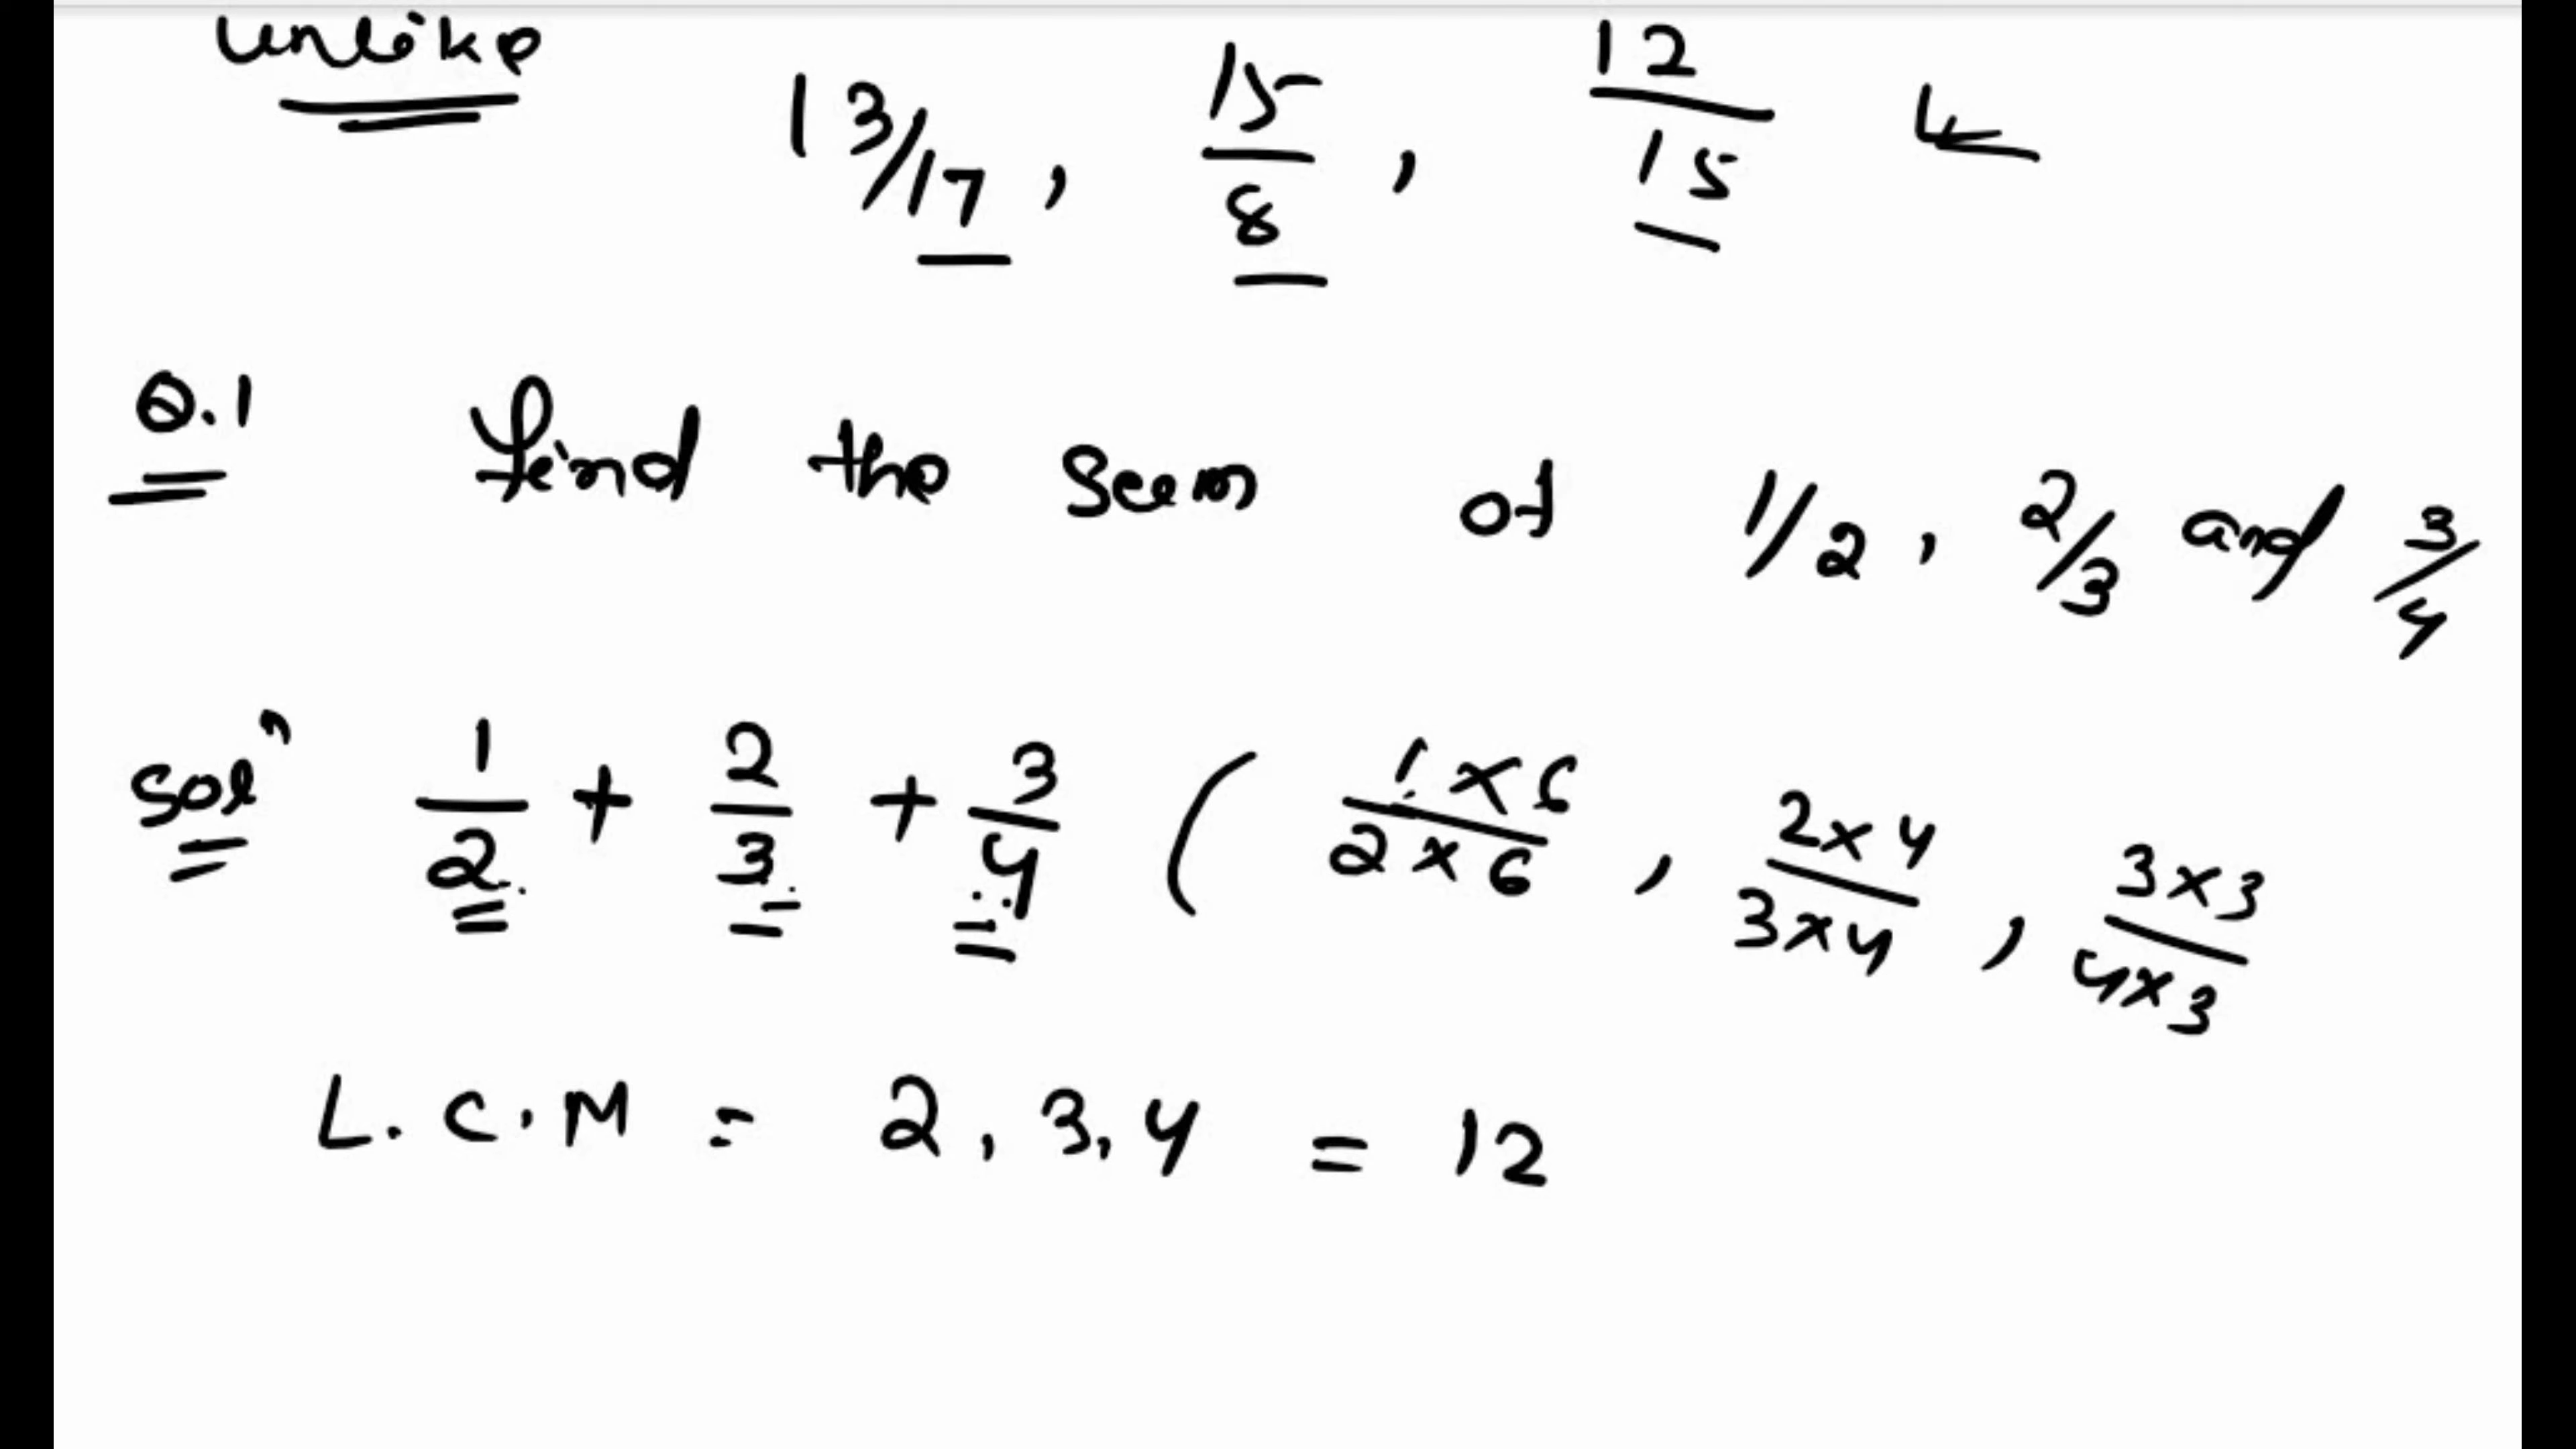 unlike 13/17, 15/8, 12/15
Q.1 find the sum of 1/2, 2/3 and 3/4
Solⁿ 1/2 + 2/3 + 3/4 ( 1×6/2×6, 2×4/3×4, 3×3/4×3
L.C.M = 2, 3, 4 = 12